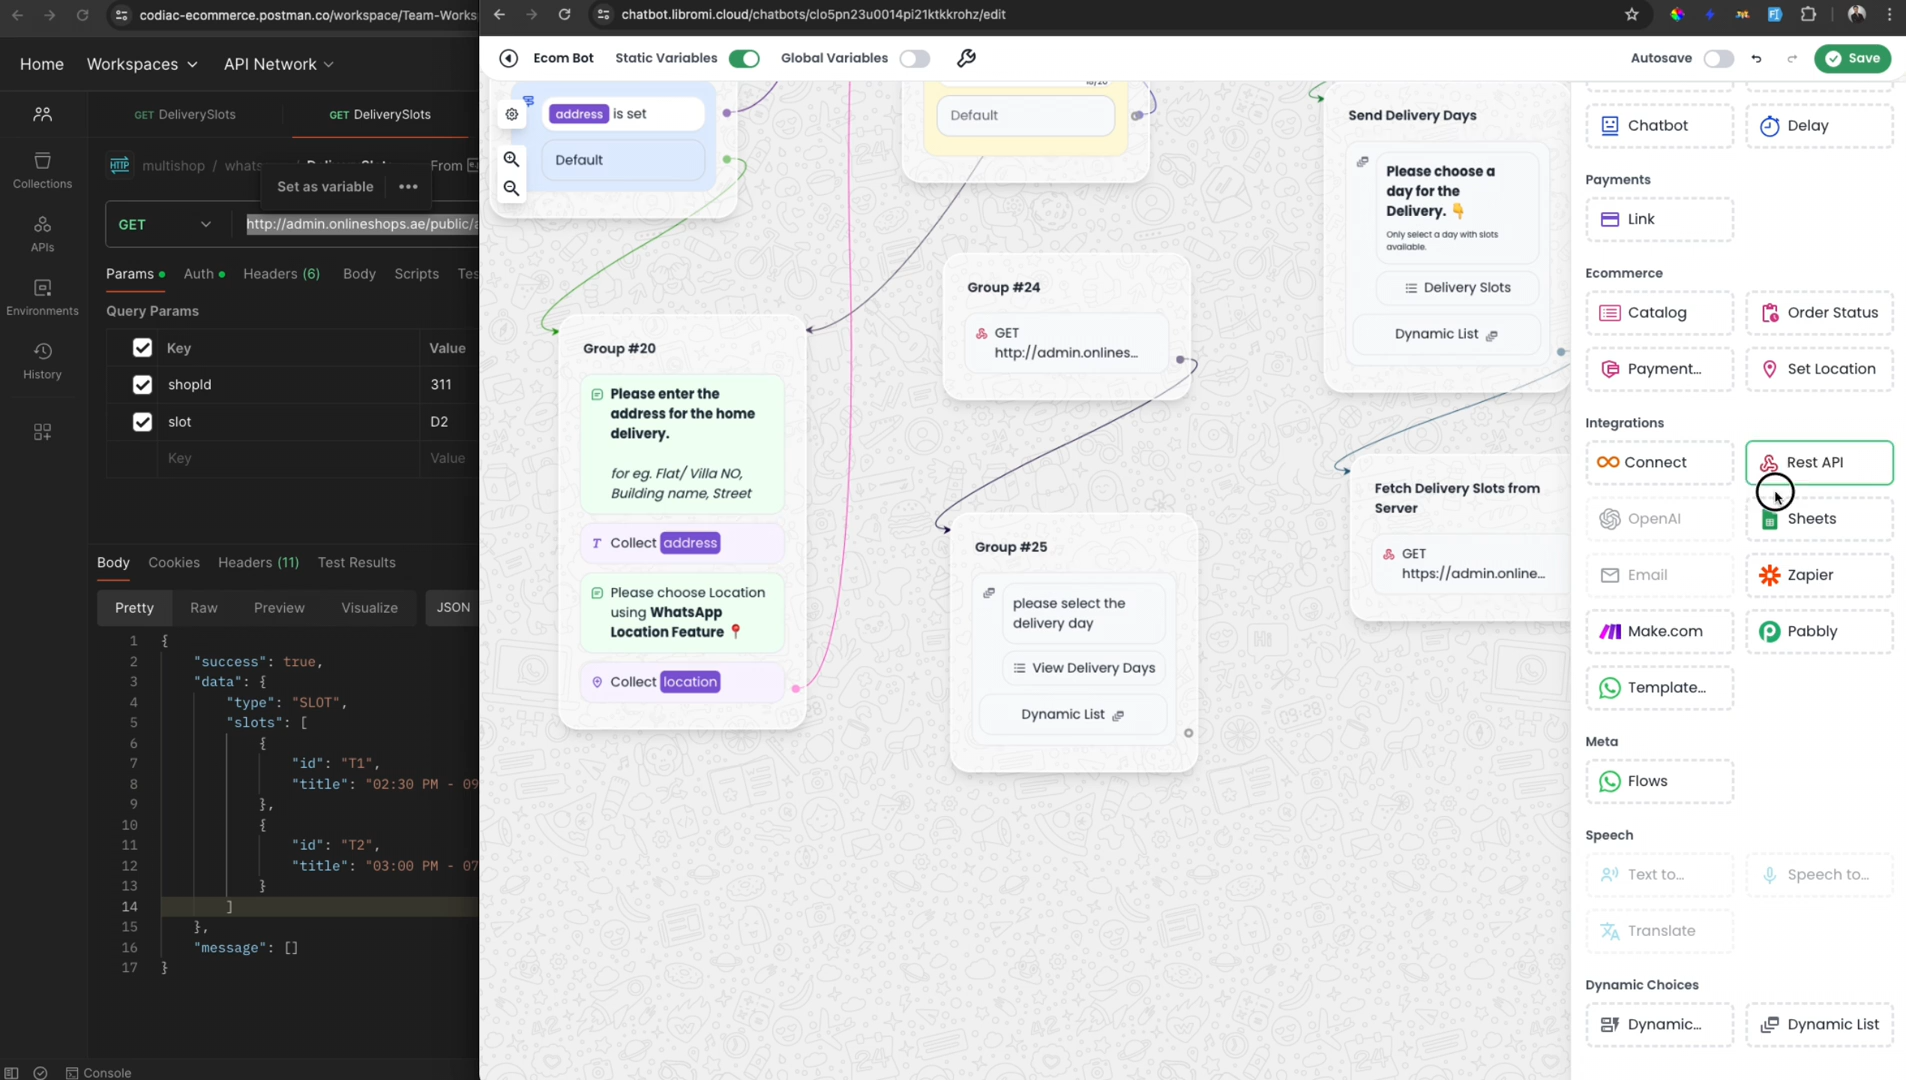 codiac-ecommerce.postman.co/workspace/Team-Works
Home
Workspaces
API Network
GET DeliverySlots
GET DeliverySlots
multishop / whats
From
Set as variable
GET
http://admin.onlineshops.ae/public/
Params
Auth
Headers (6)
Body
Scripts
Tes
Query Params
Key
Value
shopId
311
slot
D2
Key
Value
Collections
APIs
Environments
History
Body
Cookies
Headers (11)
Test Results
Pretty
Raw
Preview
Visualize
JSON
1 {
2 "success": true,
3 "data": {
4 "type": "SLOT",
5 "slots": [
6 {
7 "id": "T1",
8 "title": "02:30 PM - 09
9 },
10 {
11 "id": "T2",
12 "title": "03:00 PM - 07
13 }
14 ]
15 },
16 "message": []
17 }
Console
chatbot.libromi.cloud/chatbots/clo5pn23u0014pi21ktkkrohz/edit
Ecom Bot
Static Variables
Global Variables
Autosave
Save
address is set
Default
Default
Group #20
Please enter the
address for the home
delivery.
for eg. Flat/ Villa NO,
Building name, Street
Collect address
Please choose Location
using WhatsApp
Location Feature 📍
Collect location
Group #24
GET
http://admin.onlines...
Group #25
please select the
delivery day
View Delivery Days
Dynamic List
Send Delivery Days
Please choose a
day for the
Delivery. 👇
Only select a day with slots
available.
Delivery Slots
Dynamic List
Fetch Delivery Slots from
Server
GET
https://admin.online...
Chatbot
Delay
Payments
Link
Ecommerce
Catalog
Order Status
Payment...
Set Location
Integrations
Connect
Rest API
OpenAI
Sheets
Email
Zapier
Make.com
Pabbly
Template...
Meta
Flows
Speech
Text to...
Speech to...
Translate
Dynamic Choices
Dynamic...
Dynamic List